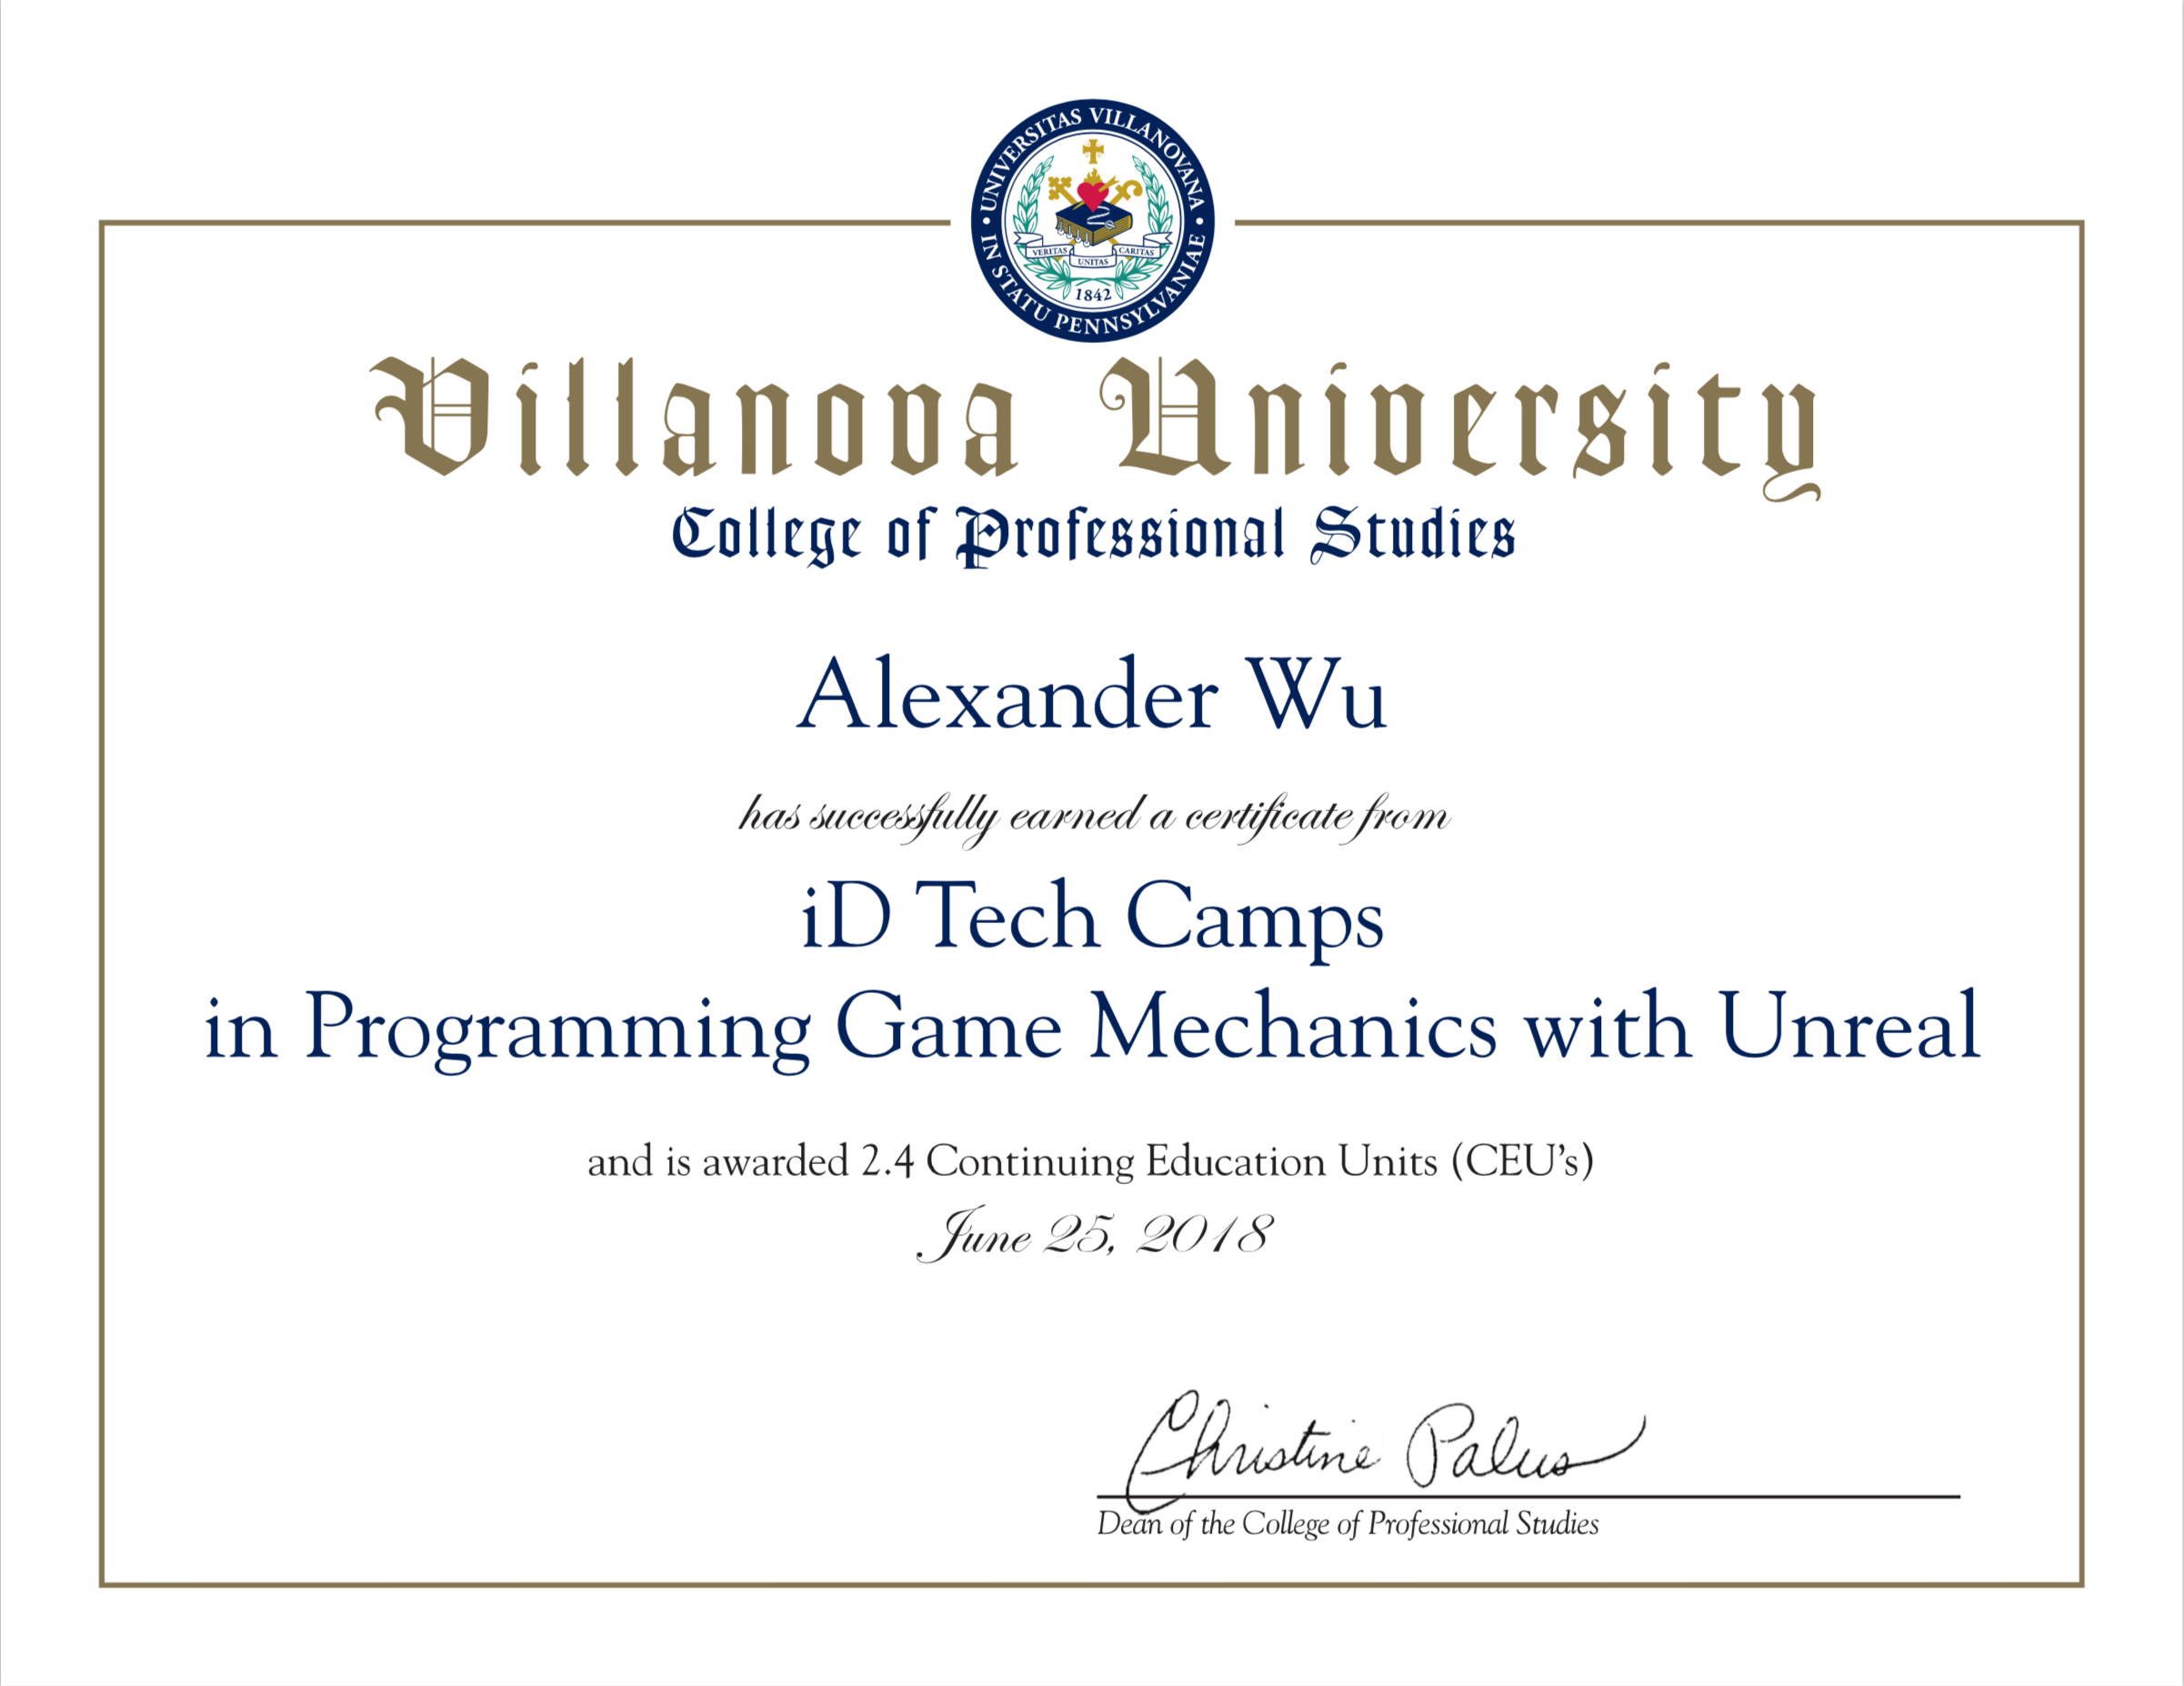 UNIVERSITAS VILLANOVANA
IN STATU PENNSYLVANIAE
VERITAS UNITAS CARITAS
1842
Villanova University
College of Professional Studies
Alexander Wu
has successfully earned a certificate from
iD Tech Camps
in Programming Game Mechanics with Unreal
and is awarded 2.4 Continuing Education Units (CEU’s)
June 25, 2018
Christine Palus
Dean of the College of Professional Studies